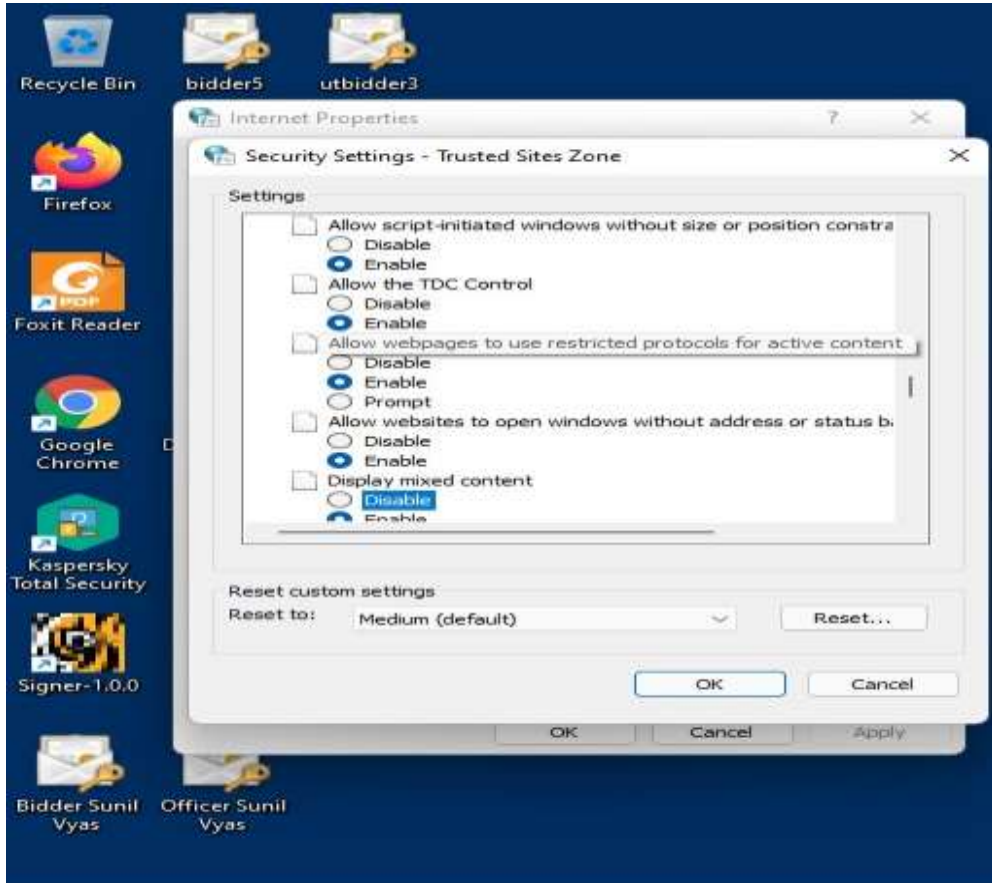 Recycle Bin
bidder5
utbidder3
Internet Properties
?
Security Settings - Trusted Sites Zone
Firefox
Settings
Allow script-initiated windows without size or position constra
Disable
Enable
Allow the TDC Control
Disable
Enable
Allow webpages to use restricted protocols for active content
Disable
Enable
Prompt
Allow websites to open windows without address or status ba
Disable
Enable
Display mixed content
Disable
Enable
PDF
Foxit Reader
Google
Chrome
D
Kaspersky
Total Security
Reset custom settings
Reset to:
Medium (default)
Reset...
Signer-1.0.0
OK
Cancel
OK
Cancel
Apply
Bidder Sunil
Vyas
Officer Sunil
Vyas